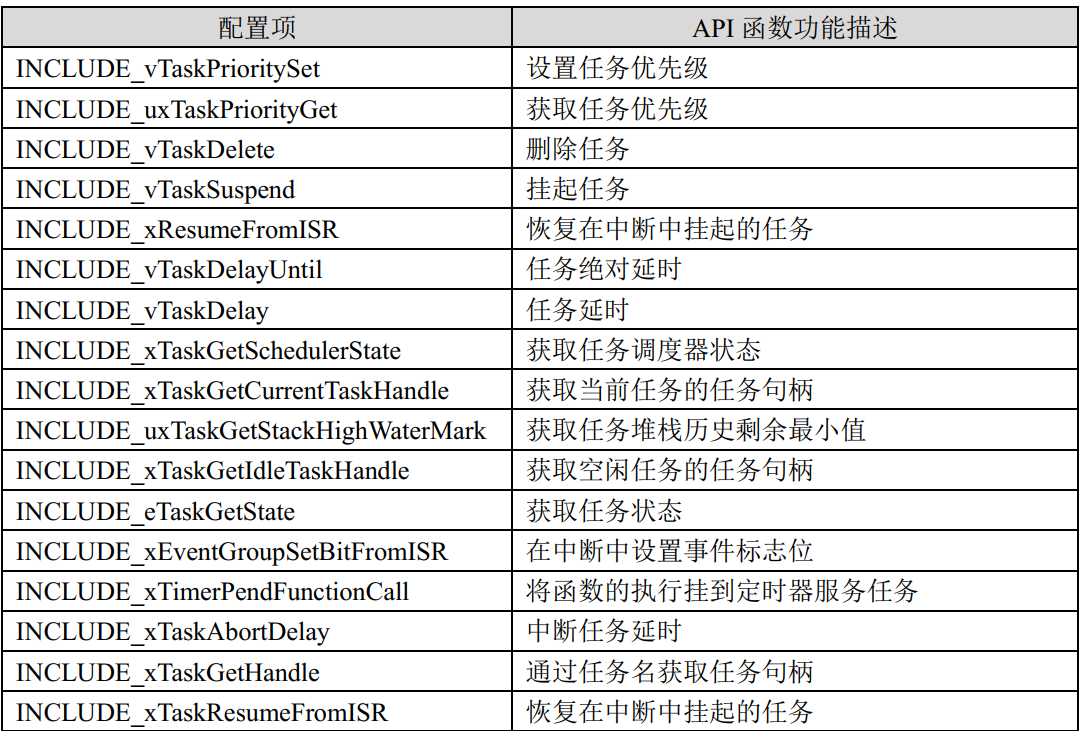 配置项 API 函数功能描述
INCLUDE_vTaskPrioritySet 设置任务优先级
INCLUDE_uxTaskPriorityGet 获取任务优先级
INCLUDE_vTaskDelete 删除任务
INCLUDE_vTaskSuspend 挂起任务
INCLUDE_xResumeFromISR 恢复在中断中挂起的任务
INCLUDE_vTaskDelayUntil 任务绝对延时
INCLUDE_vTaskDelay 任务延时
INCLUDE_xTaskGetSchedulerState 获取任务调度器状态
INCLUDE_xTaskGetCurrentTaskHandle 获取当前任务的任务句柄
INCLUDE_uxTaskGetStackHighWaterMark 获取任务堆栈历史剩余最小值
INCLUDE_xTaskGetIdleTaskHandle 获取空闲任务的任务句柄
INCLUDE_eTaskGetState 获取任务状态
INCLUDE_xEventGroupSetBitFromISR 在中断中设置事件标志位
INCLUDE_xTimerPendFunctionCall 将函数的执行挂到定时器服务任务
INCLUDE_xTaskAbortDelay 中断任务延时
INCLUDE_xTaskGetHandle 通过任务名获取任务句柄
INCLUDE_xTaskResumeFromISR 恢复在中断中挂起的任务